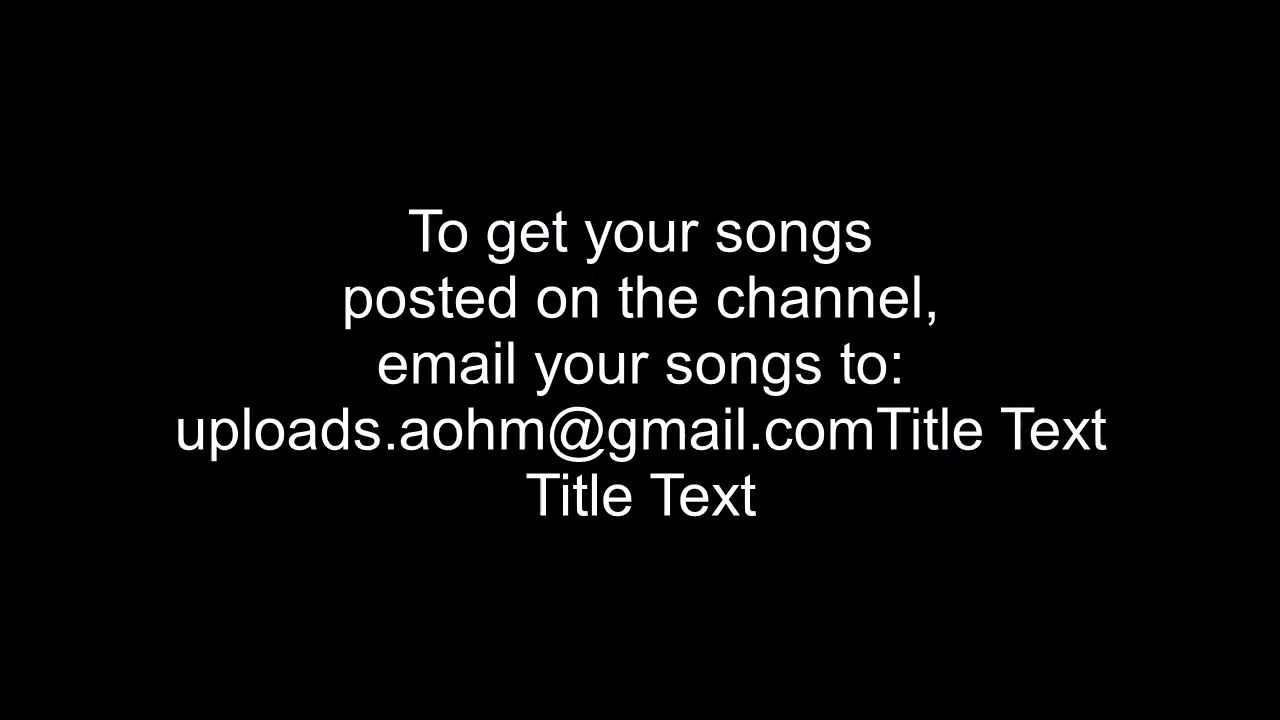 To get your songs
posted on the channel,
email your songs to:
uploads.aohm@gmail.comTitle Text
Title Text